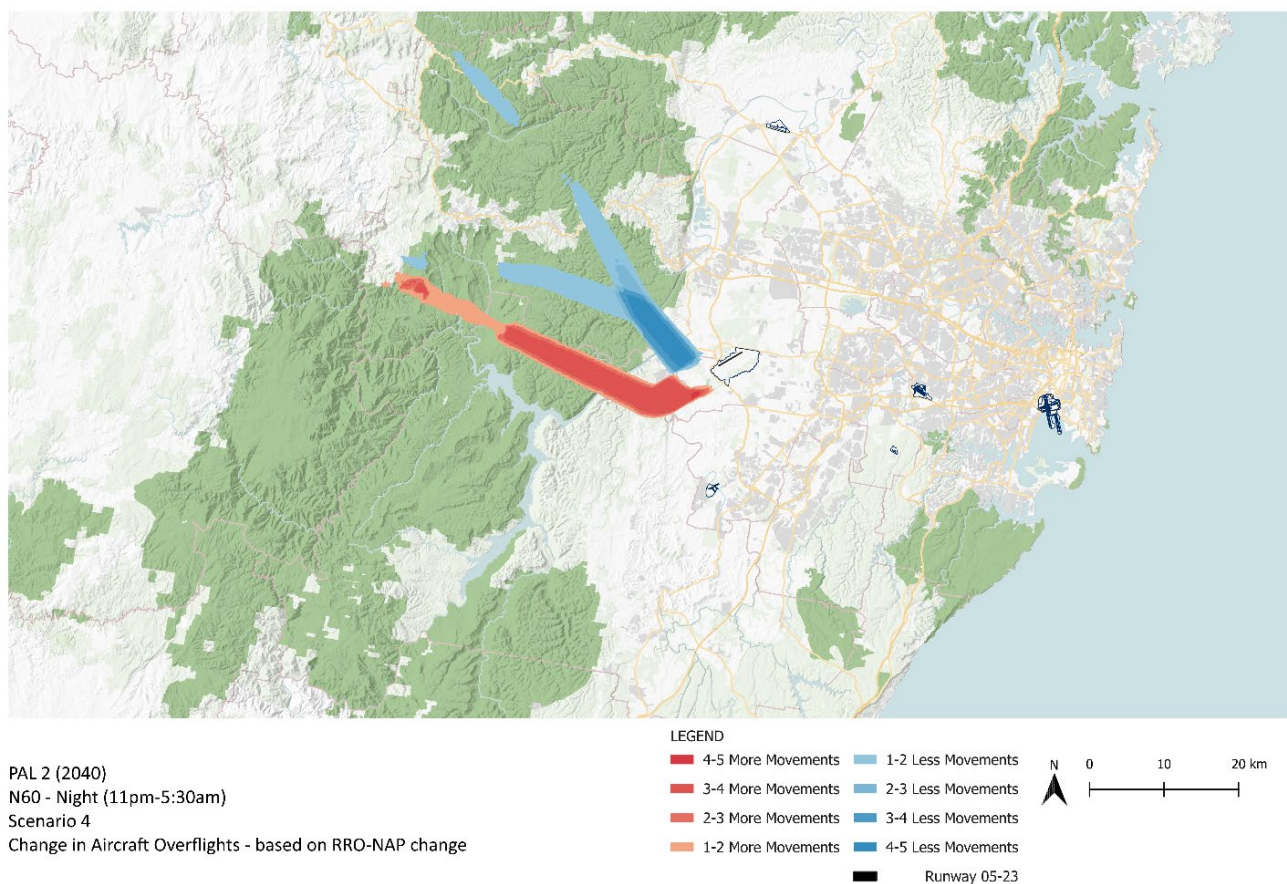 PAL 2 (2040)
N60 - Night (11pm-5:30am)
Scenario 4
Change in Aircraft Overflights - based on RRO-NAP change
LEGEND
4-5 More Movements
3-4 More Movements
2-3 More Movements
1-2 More Movements
1-2 Less Movements
2-3 Less Movements
3-4 Less Movements
4-5 Less Movements
Runway 05-23
N
0 10 20 km